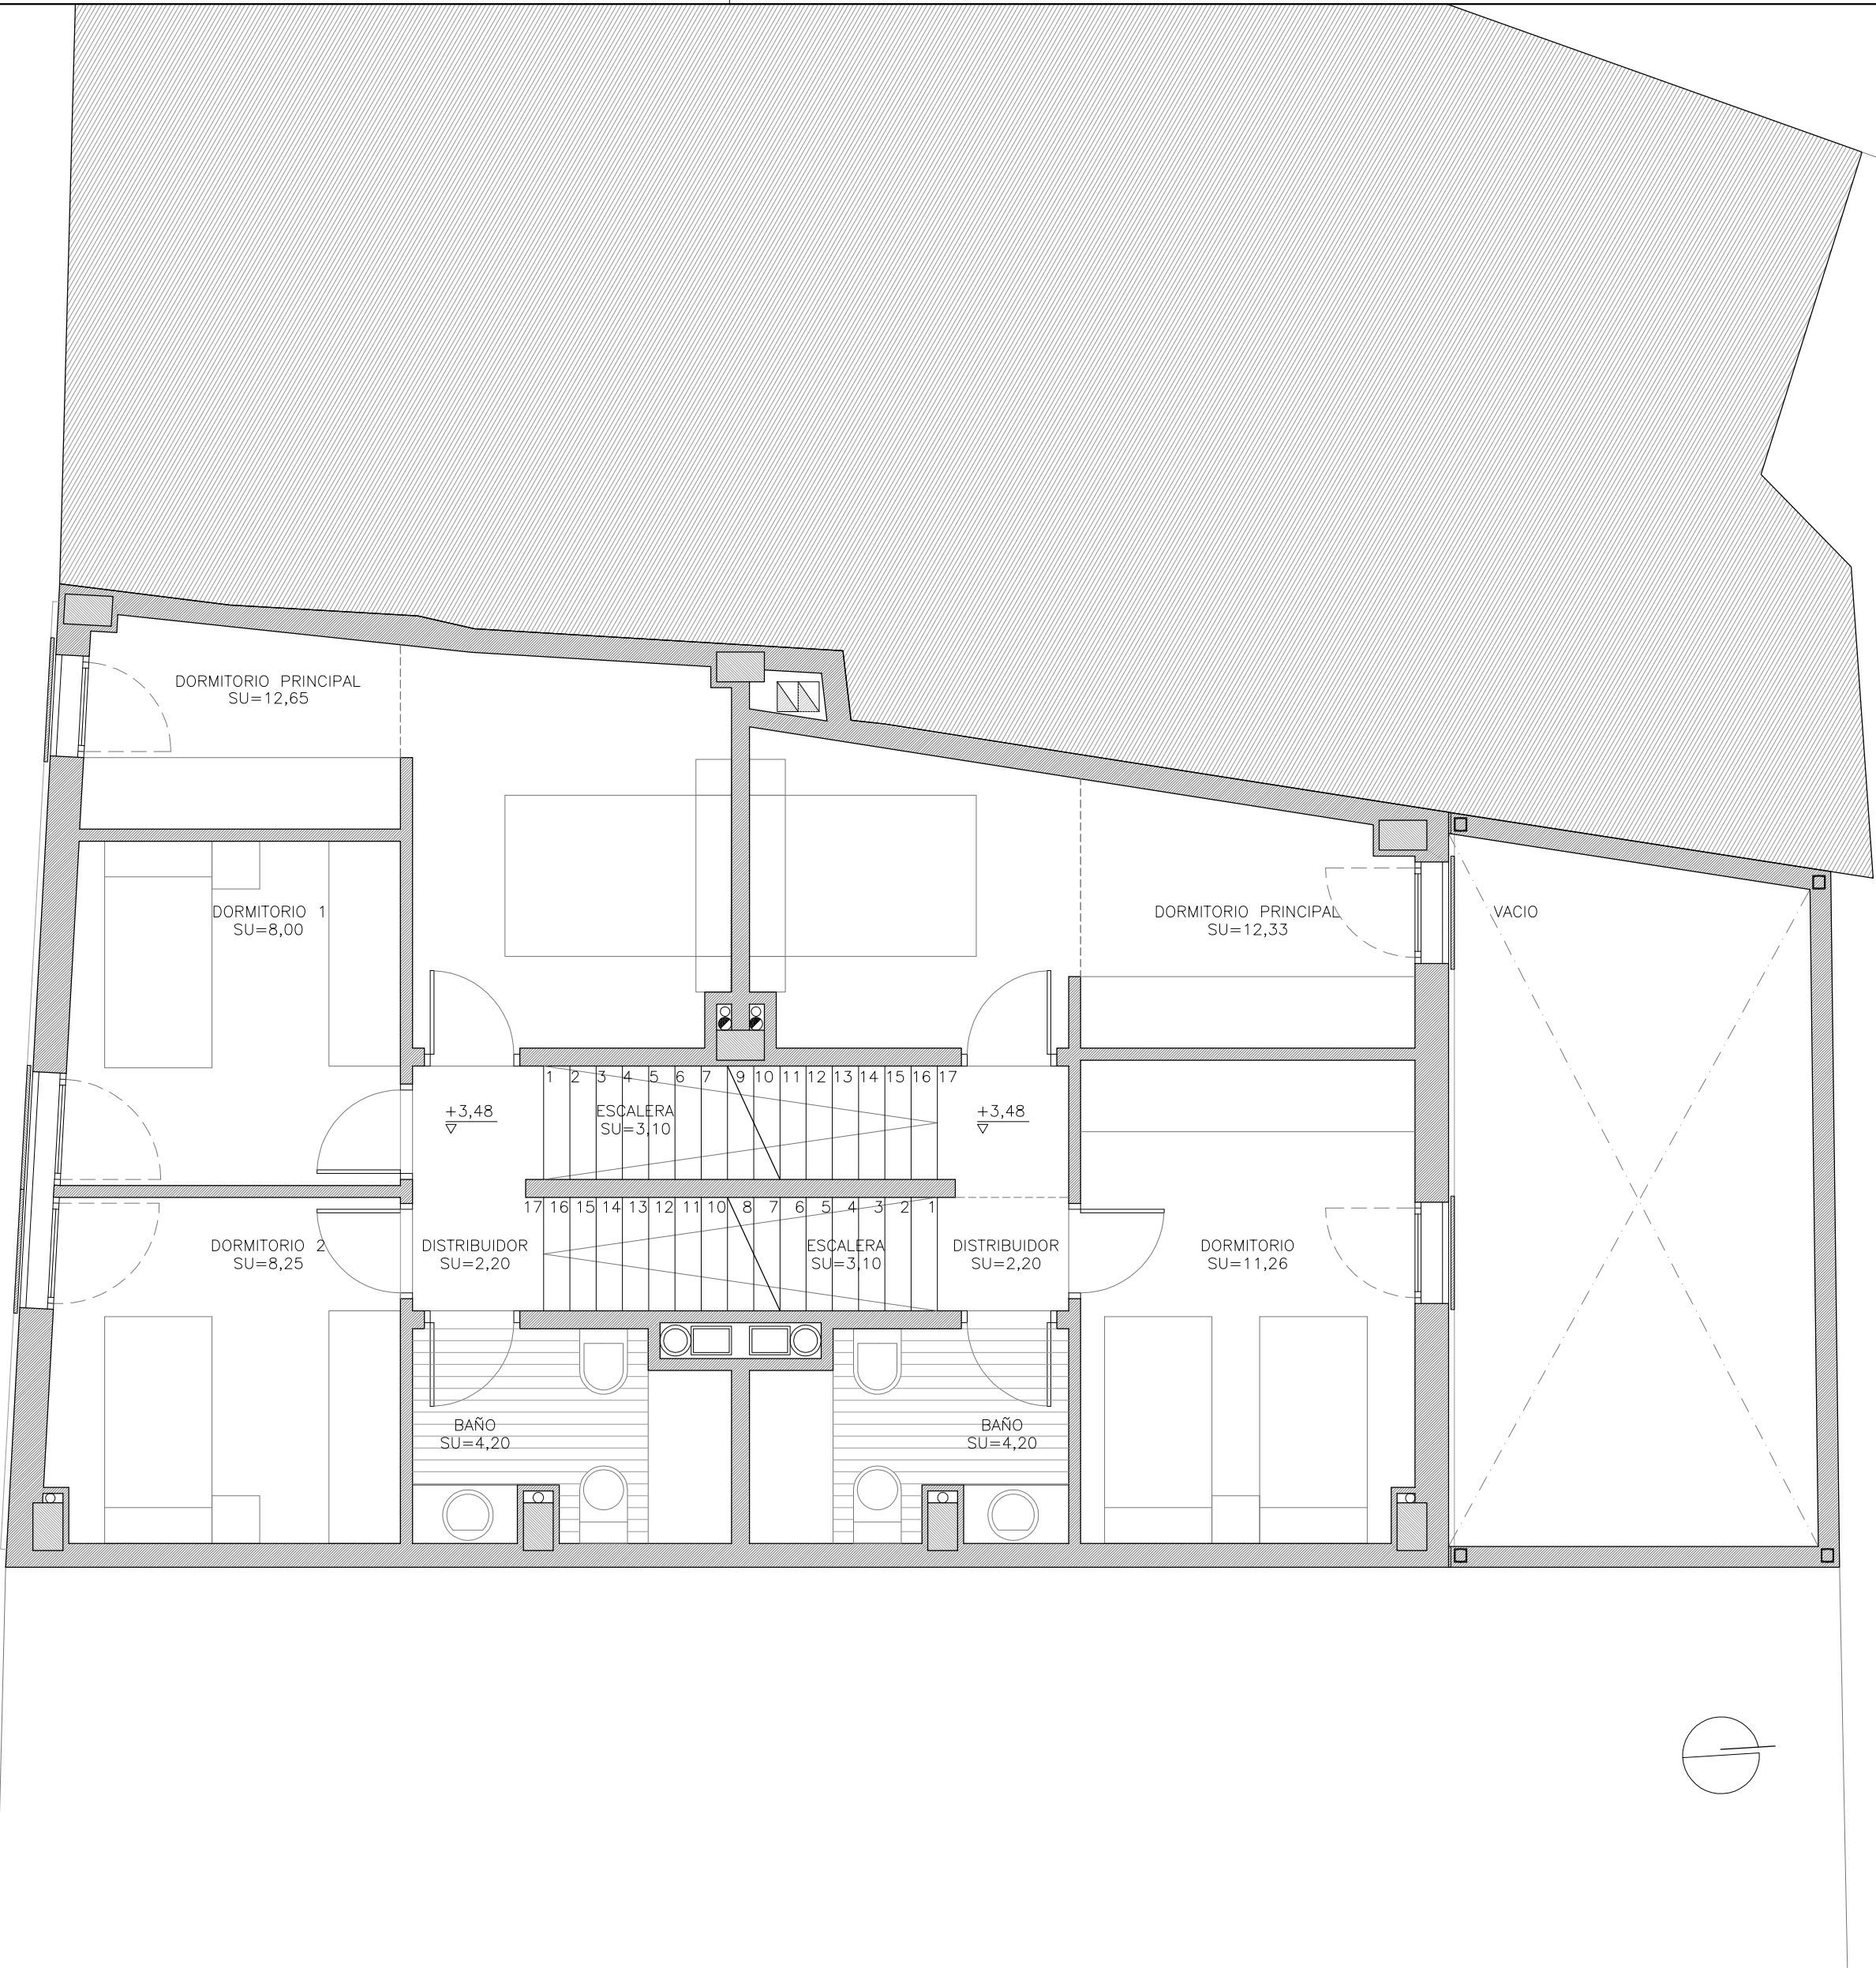 DORMITORIO PRINCIPAL
SU=12,65
DORMITORIO 1
SU=8,00
DORMITORIO PRINCIPAL
SU=12,33
VACIO
1 2 3 4 5 6 7 9 10 11 12 13 14 15 16 17
+3,48
ESCALERA
SU=3,10
+3,48
17 16 15 14 13 12 11 10 8 7 6 5 4 3 2 1
DORMITORIO 2
SU=8,25
DISTRIBUIDOR
SU=2,20
ESCALERA
SU=3,10
DISTRIBUIDOR
SU=2,20
DORMITORIO
SU=11,26
BAÑO
SU=4,20
BAÑO
SU=4,20